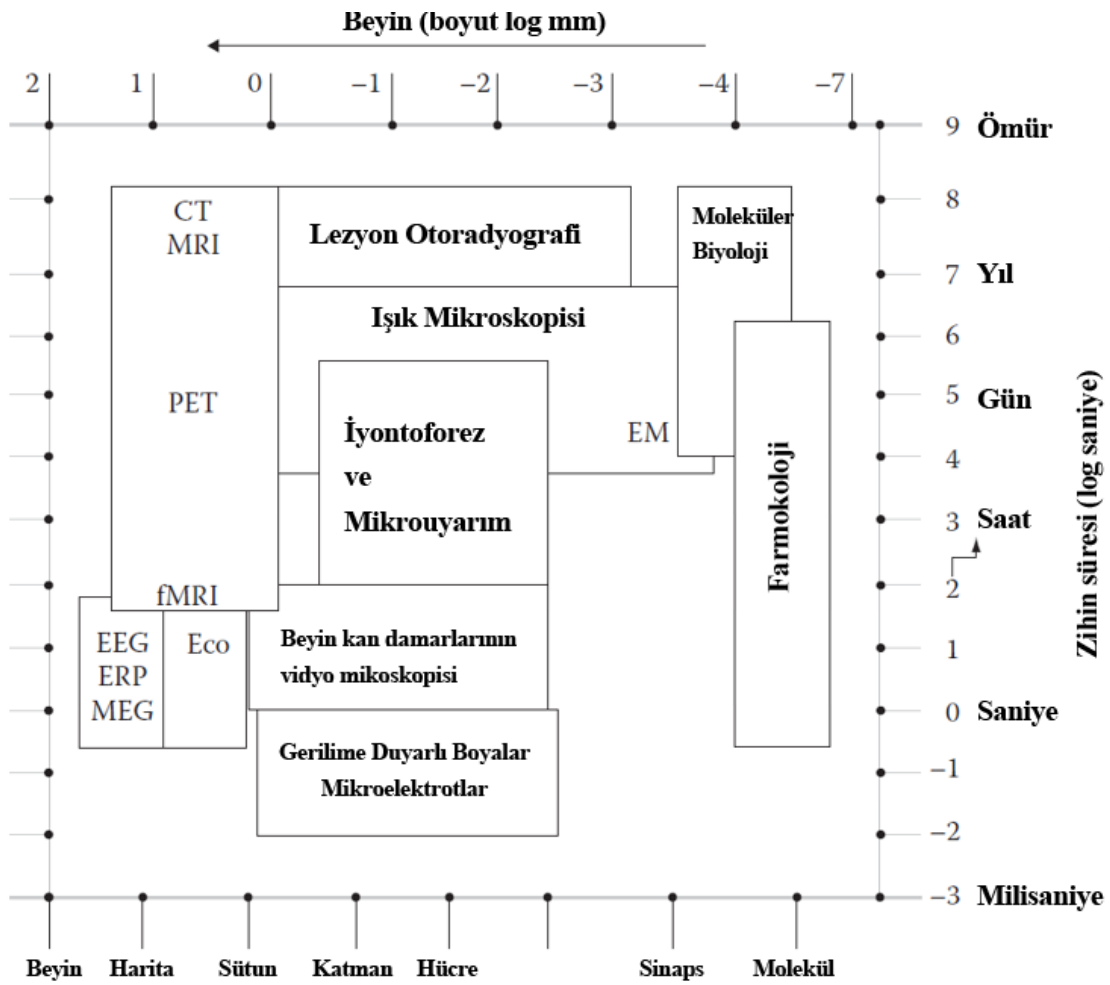 Beyin (boyut log mm)
2 1 0 −1 −2 −3 −4 −7
9 Ömür
CT
MRI
Lezyon Otoradyografi
Moleküler
Biyoloji
8
7 Yıl
Işık Mikroskopisi
6
PET
5 Gün
İyontoforez
ve
Mikrouyarım
EM
4
Farmokoloji
3 Saat
2
Zihin süresi (log saniye)
fMRI
EEG
ERP
MEG
Eco
Beyin kan damarlarının
vidyo mikoskopisi
1
0 Saniye
Gerilime Duyarlı Boyalar
Mikroelektrotlar
−1
−2
−3 Milisaniye
Beyin Harita Sütun Katman Hücre Sinaps Molekül